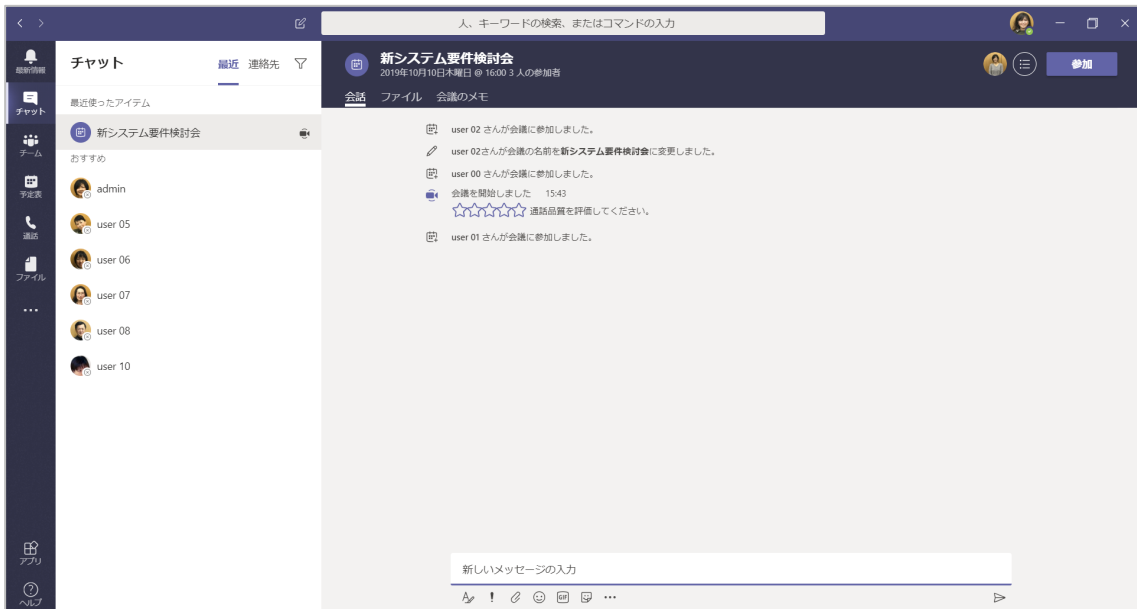 人、キーワードの検索、またはコマンドの入力
最新情報
チャット
チーム
予定表
通話
ファイル
アプリ
ヘルプ
チャット
最近 連絡先
最近使ったアイテム
新システム要件検討会
おすすめ
admin
user 05
user 06
user 07
user 08
user 10
新システム要件検討会
2019年10月10日木曜日 @ 16:00 3 人の参加者
参加
会話 ファイル 会議のメモ
user 02 さんが会議に参加しました。
user 02さんが会議の名前を新システム要件検討会に変更しました。
user 00 さんが会議に参加しました。
会議を開始しました 15:43
通話品質を評価してください。
user 01 さんが会議に参加しました。
新しいメッセージの入力
GIF